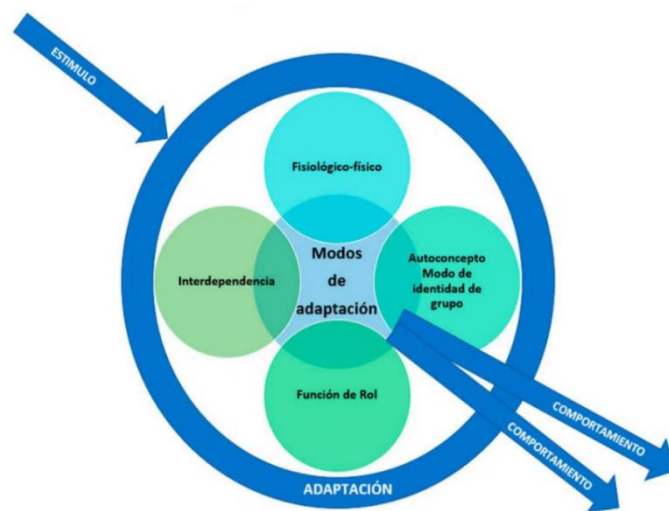 ESTIMULO
Fisiológico-físico
Interdependencia
Modos
de
adaptación
Autoconcepto
Modo de
identidad de
grupo
Función de Rol
COMPORTAMIENTO
COMPORTAMIENTO
ADAPTACIÓN